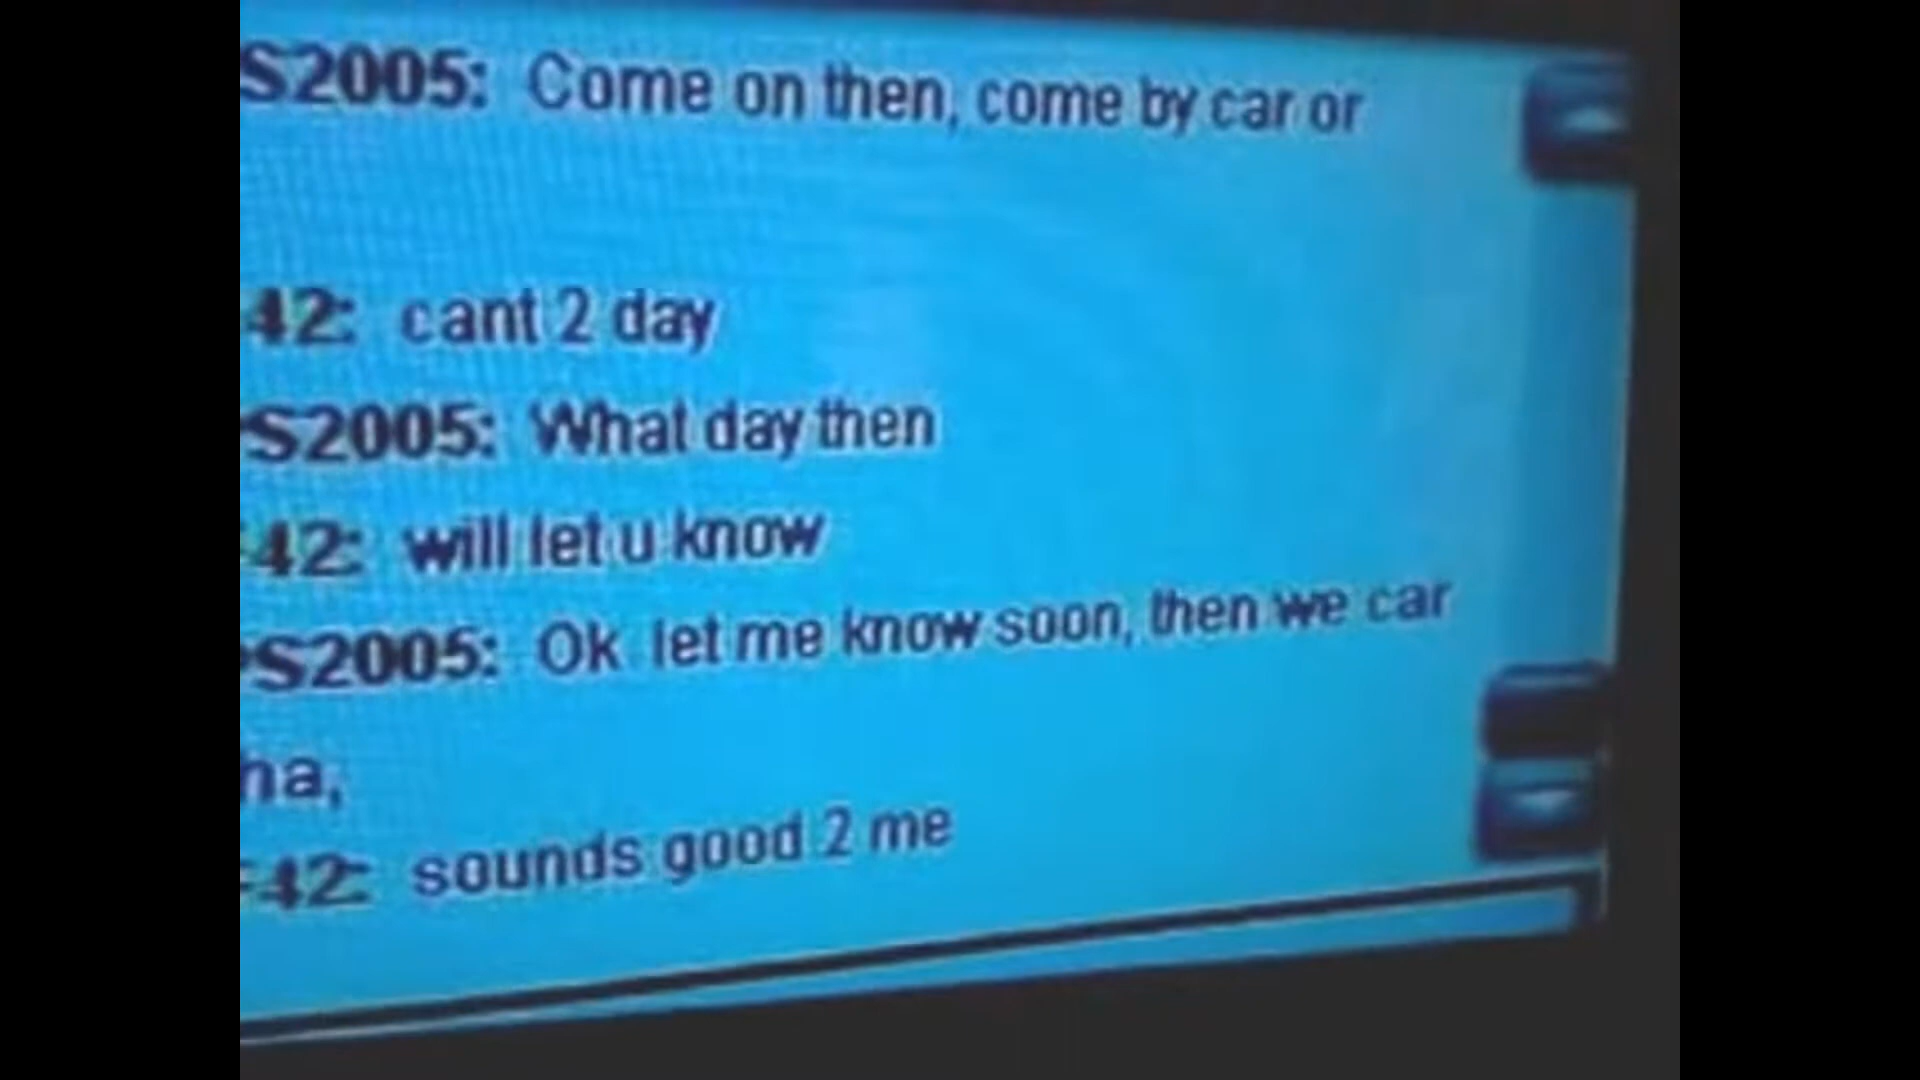 S2005: Come on then, come by car or
42: cant 2 day
S2005: What day then
42: will let u know
S2005: Ok let me know soon, then we car
ha,
42: sounds good 2 me